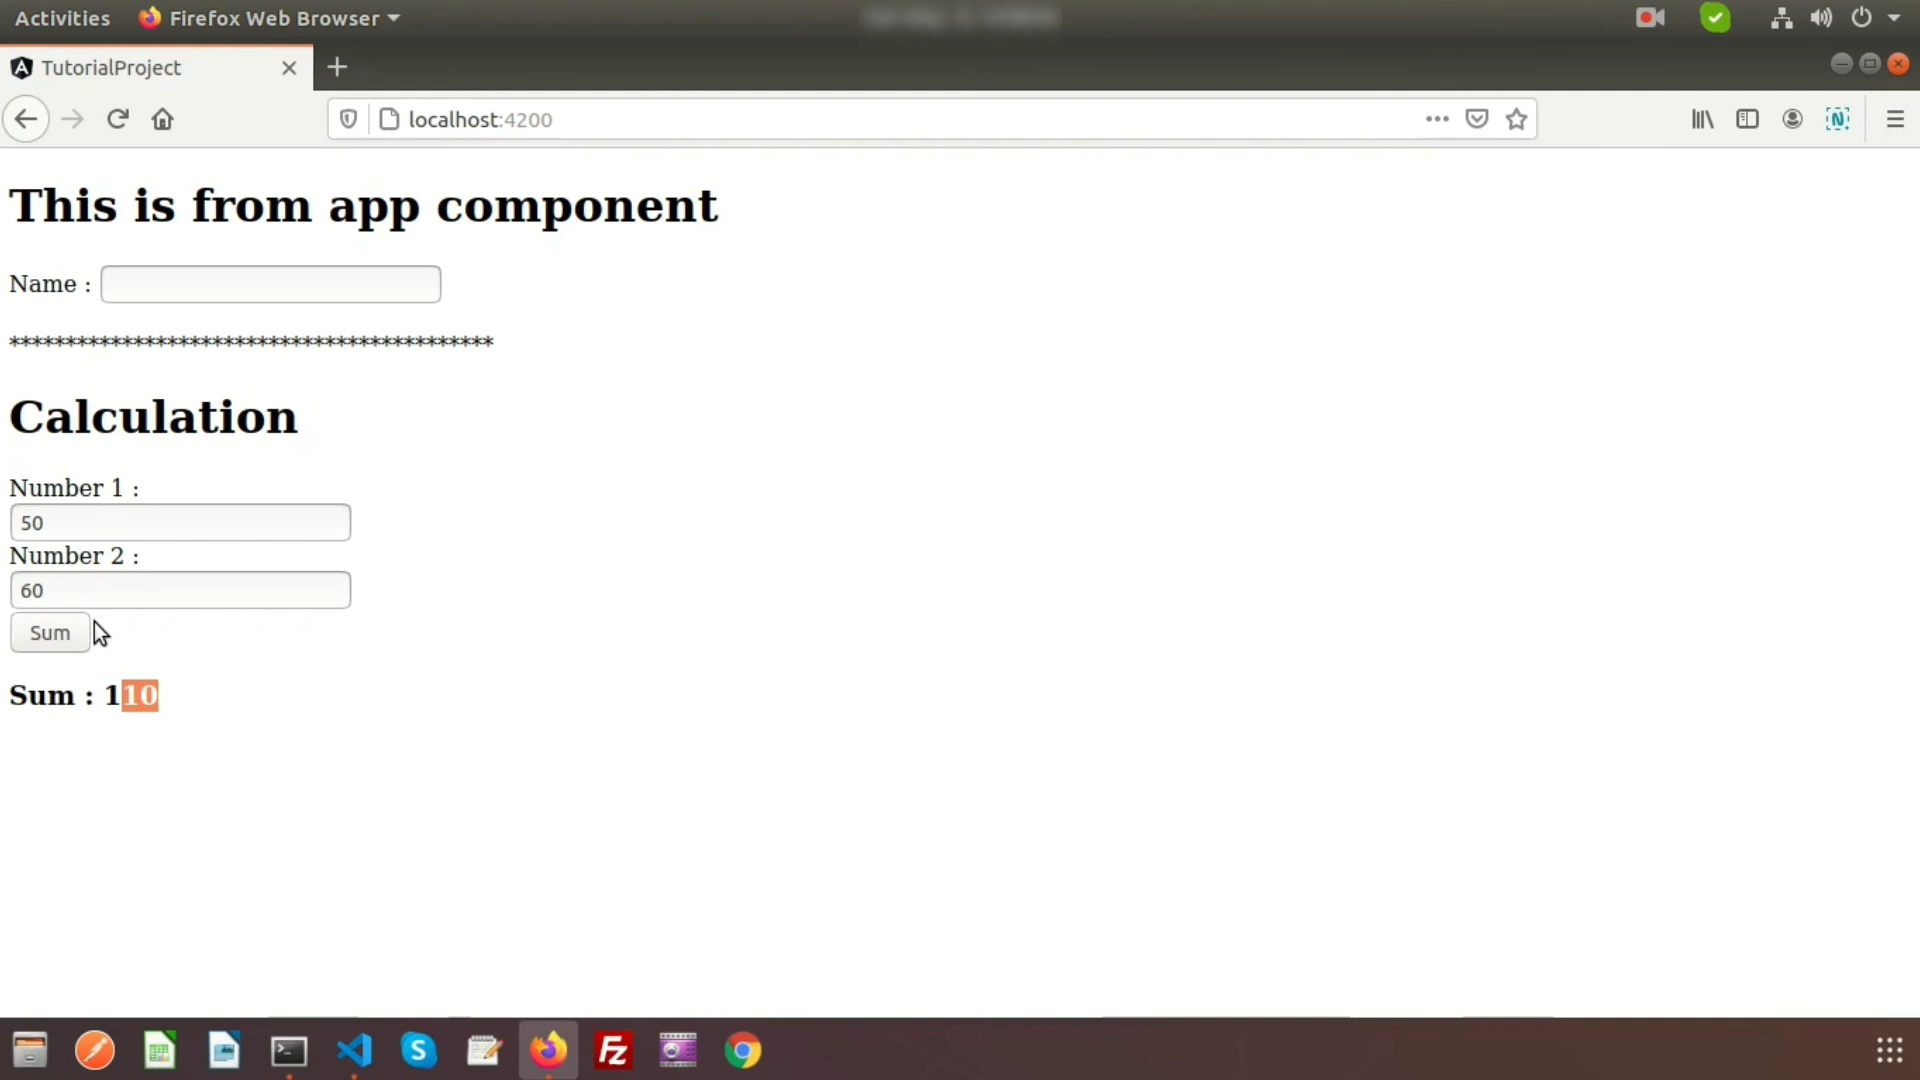 Activities Firefox Web Browser
TutorialProject
localhost:4200
This is from app component
Name :
*******************************************
Calculation
Number 1 :
50
Number 2 :
60
Sum
Sum : 110